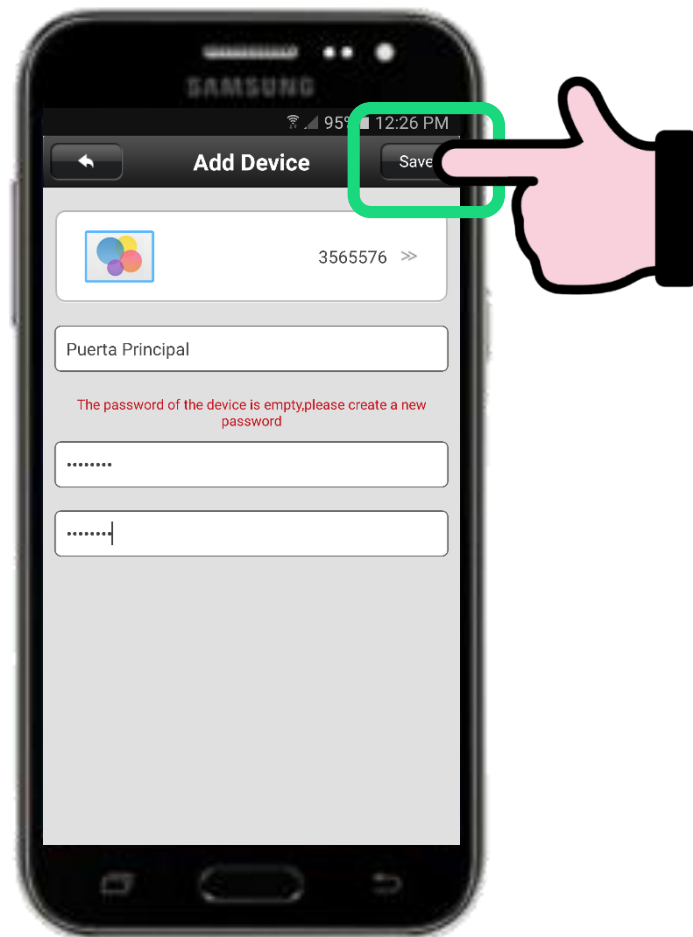 SAMSUNG
95% 12:26 PM
Add Device
Save
3565576 >>
Puerta Principal
The password of the device is empty,please create a new
password
••••••••
••••••••